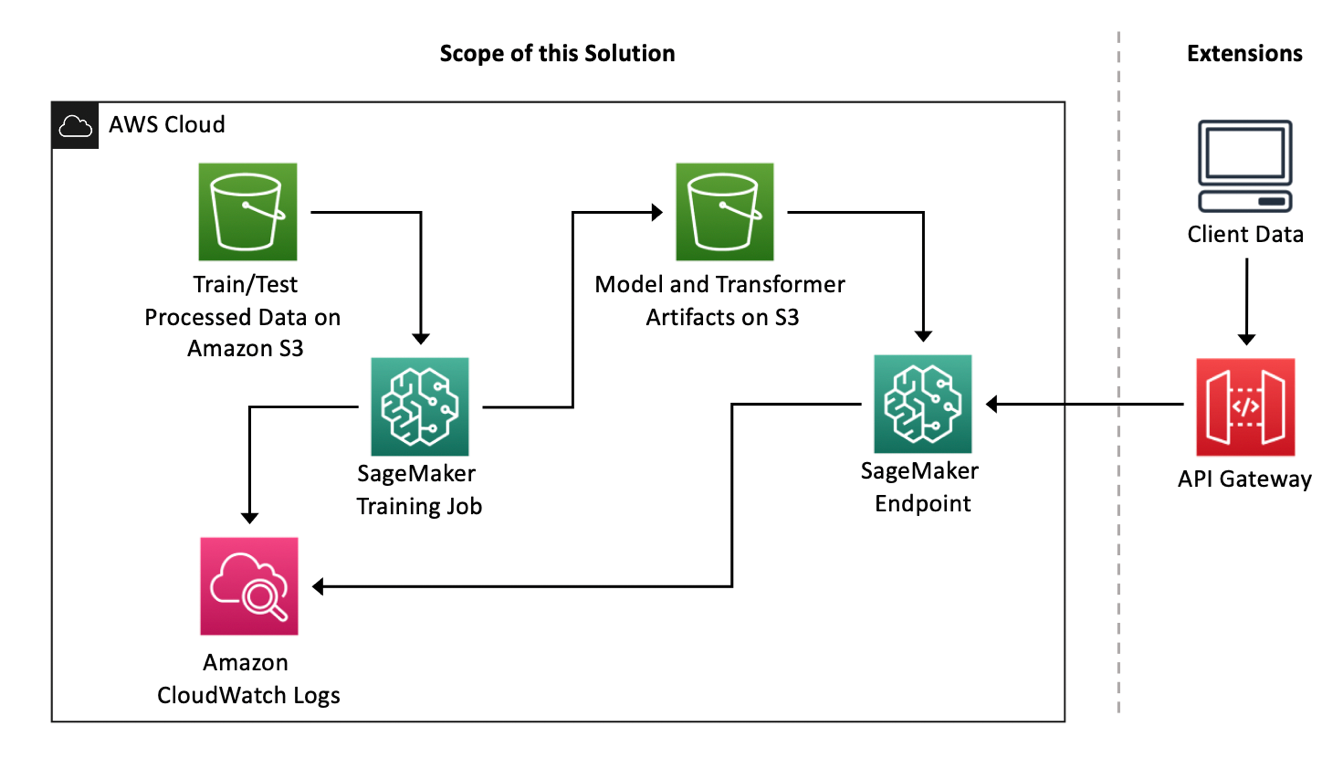 Scope of this Solution
Extensions
AWS Cloud
Train/Test
Processed Data on
Amazon S3
Model and Transformer
Artifacts on S3
Client Data
SageMaker
Training Job
SageMaker
Endpoint
</>
API Gateway
Amazon
CloudWatch Logs